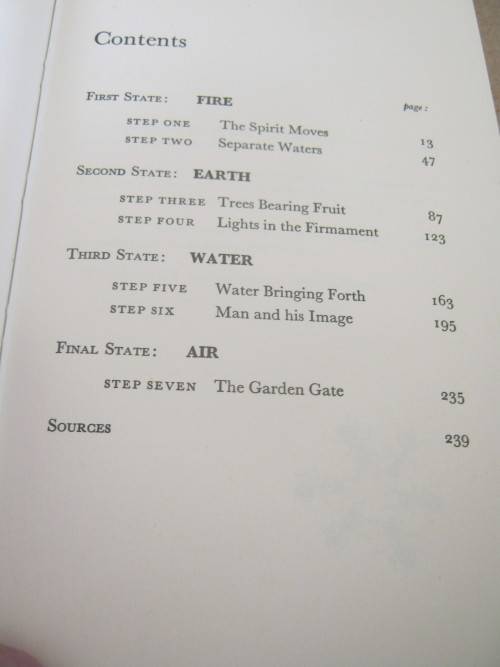 Contents
First State: FIRE
page:
STEP ONE The Spirit Moves 13
STEP TWO Separate Waters 47
Second State: EARTH
STEP THREE Trees Bearing Fruit 87
STEP FOUR Lights in the Firmament 123
Third State: WATER
STEP FIVE Water Bringing Forth 163
STEP SIX Man and his Image 195
Final State: AIR
STEP SEVEN The Garden Gate 235
Sources 239